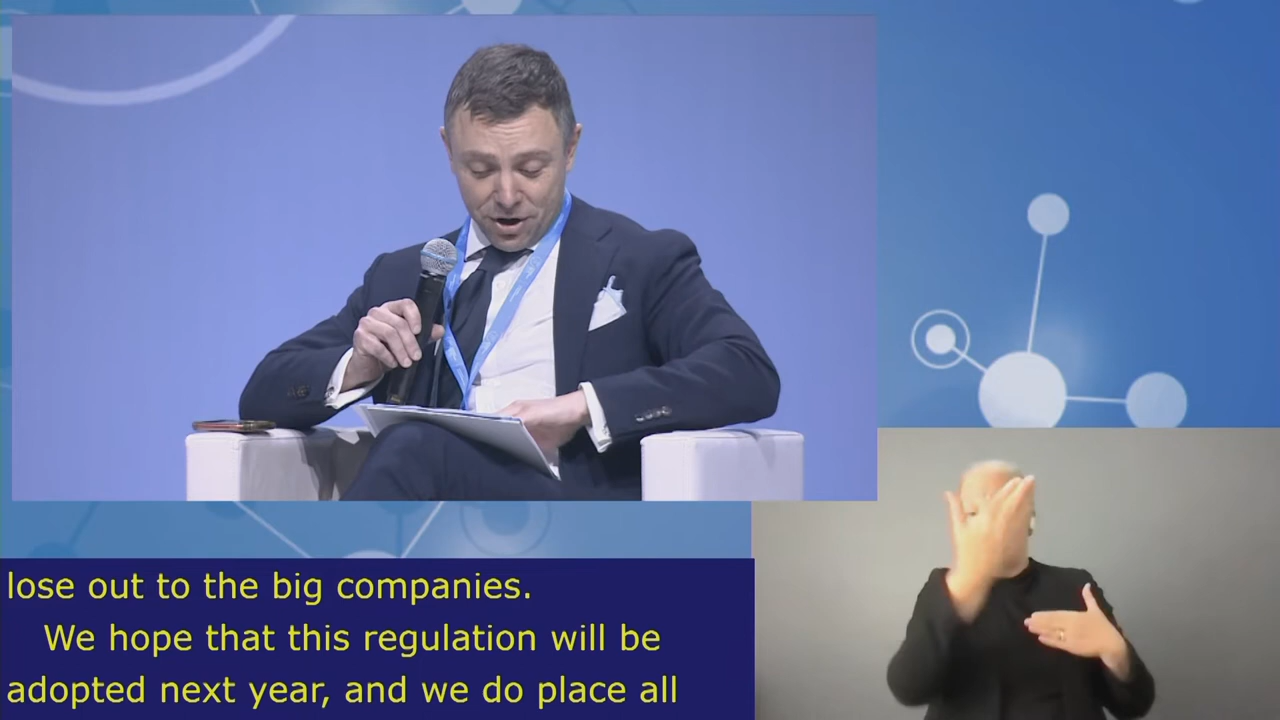 lose out to the big companies.
We hope that this regulation will be
adopted next year, and we do place all